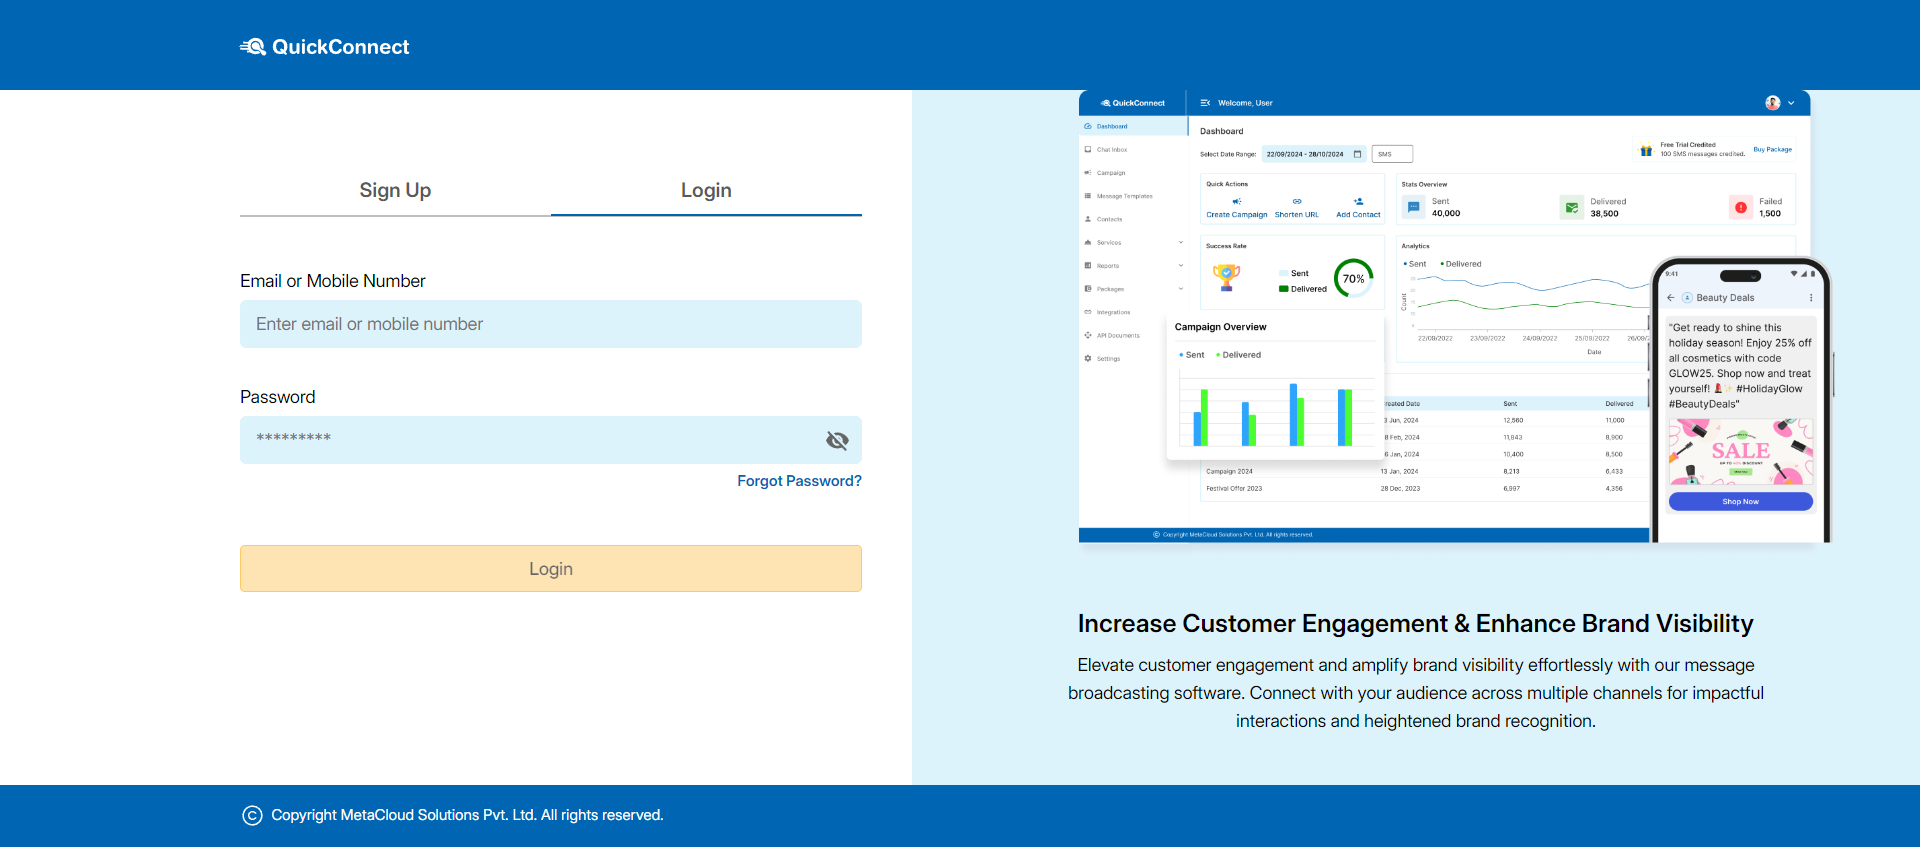 QuickConnect
Sign Up
Login
Email or Mobile Number
Enter email or mobile number
Password
*********
Forgot Password?
Login
QuickConnect
Welcome, User
Dashboard
Chat Inbox
Campaign
Message Templates
Contacts
Services
Reports
Packages
Integrations
API Documents
Settings
Dashboard
Select Date Range:
22/09/2024 - 28/10/2024
SMS
Free Trial Credited
100 SMS messages credited.
Buy Package
Quick Actions
Create Campaign
Shorten URL
Add Contact
Stats Overview
Sent
40,000
Delivered
38,500
Failed
1,500
Success Rate
Sent
Delivered
70%
Analytics
Sent
Delivered
Count
22/09/2022
23/09/2022
24/09/2022
25/09/2022
26/09/2
Date
Campaign Overview
Sent
Delivered
reated Date
Sent
Delivered
3 Jun, 2024
12,560
11,000
8 Feb, 2024
11,843
8,900
6 Jan, 2024
10,400
8,500
Campaign 2024
13 Jan, 2024
8,213
6,433
Festival Offer 2023
28 Dec, 2023
6,997
4,356
Copyright MetaCloud Solutions Pvt. Ltd. All rights reserved.
9:41
Beauty Deals
"Get ready to shine this
holiday season! Enjoy 25% off
all cosmetics with code
GLOW25. Shop now and treat
yourself! 💄✨ #HolidayGlow
#BeautyDeals"
SALE
Shop Now
Increase Customer Engagement & Enhance Brand Visibility
Elevate customer engagement and amplify brand visibility effortlessly with our message
broadcasting software. Connect with your audience across multiple channels for impactful
interactions and heightened brand recognition.
© Copyright MetaCloud Solutions Pvt. Ltd. All rights reserved.